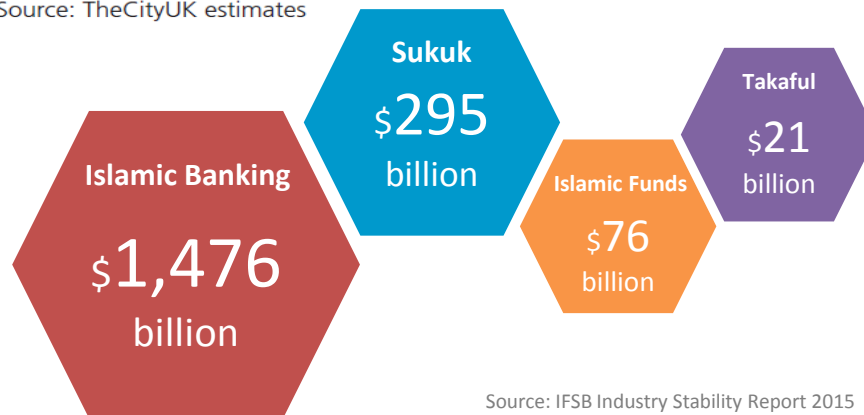 Source: TheCityUK estimates
Islamic Banking
$1,476
billion
Sukuk
$295
billion
Islamic Funds
$76
billion
Takaful
$21
billion
Source: IFSB Industry Stability Report 2015